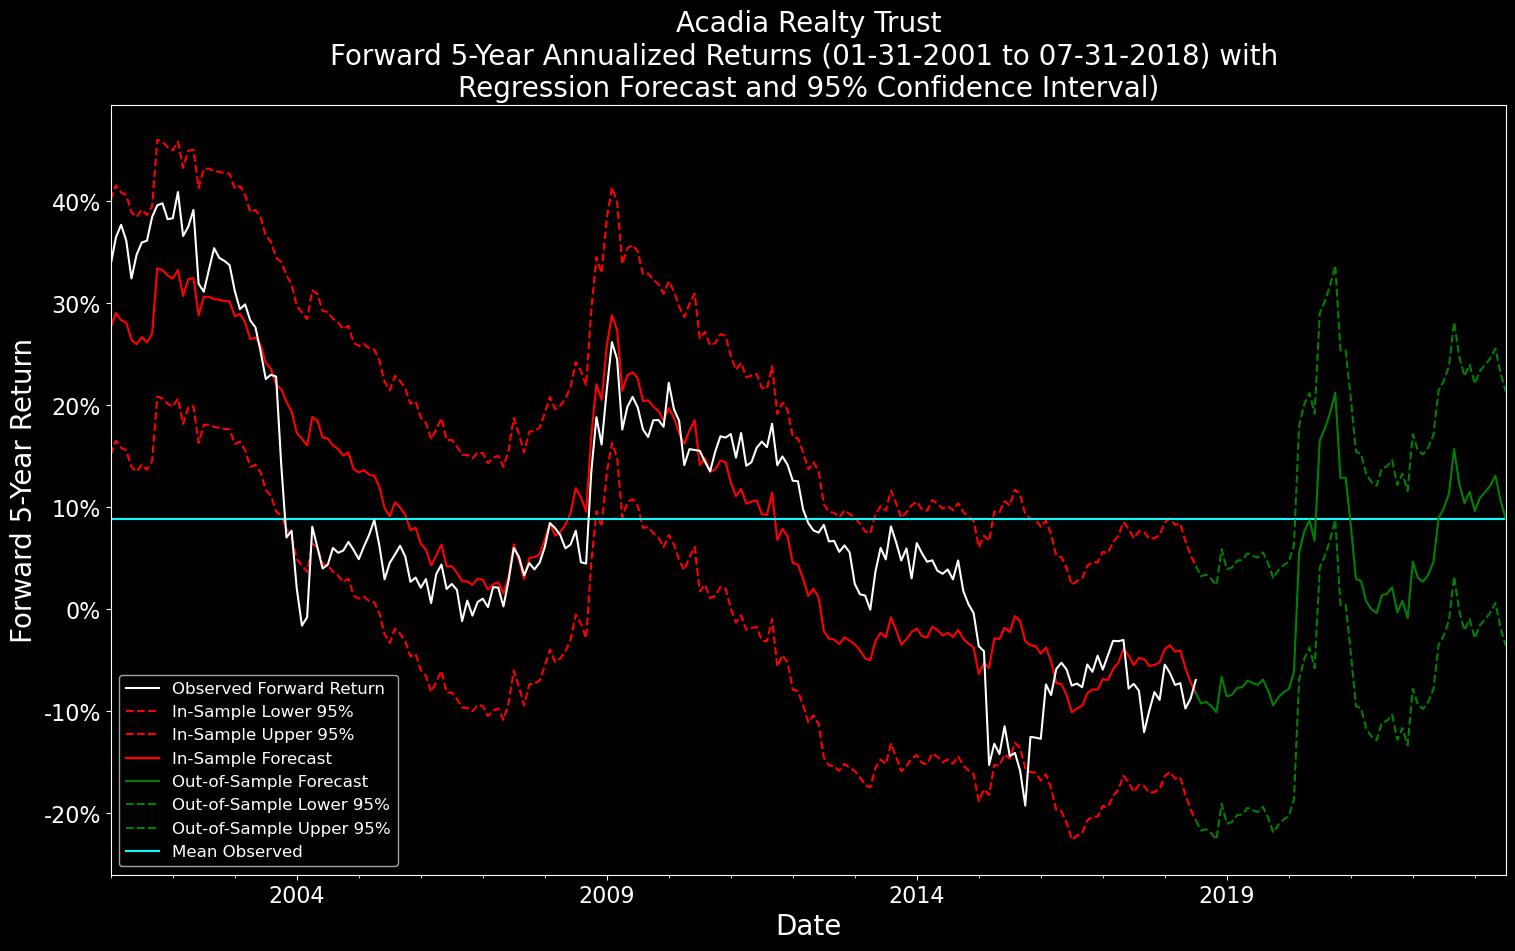 Acadia Realty Trust
Forward 5-Year Annualized Returns (01-31-2001 to 07-31-2018) with
Regression Forecast and 95% Confidence Interval)
Forward 5-Year Return
40%
30%
20%
10%
0%
-10%
-20%
Observed Forward Return
In-Sample Lower 95%
In-Sample Upper 95%
In-Sample Forecast
Out-of-Sample Forecast
Out-of-Sample Lower 95%
Out-of-Sample Upper 95%
Mean Observed
2004
2009
2014
2019
Date